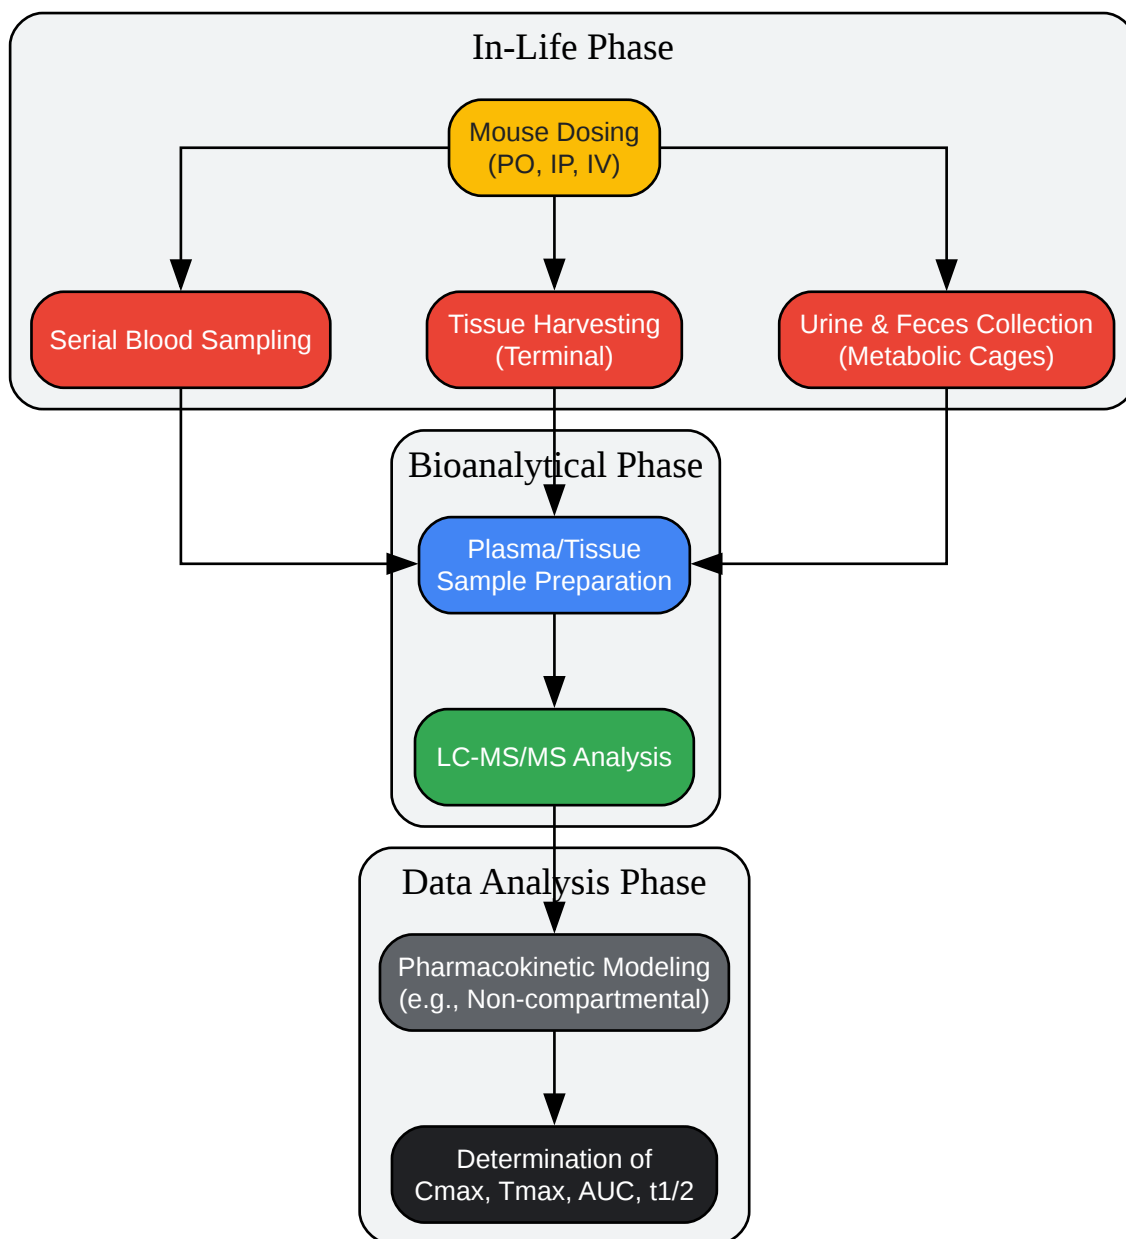 In-Life Phase
Mouse Dosing
(PO, IP, IV)
Serial Blood Sampling
Tissue Harvesting
(Terminal)
Urine & Feces Collection
(Metabolic Cages)
Bioanalytical Phase
Plasma/Tissue
Sample Preparation
LC-MS/MS Analysis
Data Analysis Phase
Pharmacokinetic Modeling
(e.g., Non-compartmental)
Determination of
Cmax, Tmax, AUC, t1/2